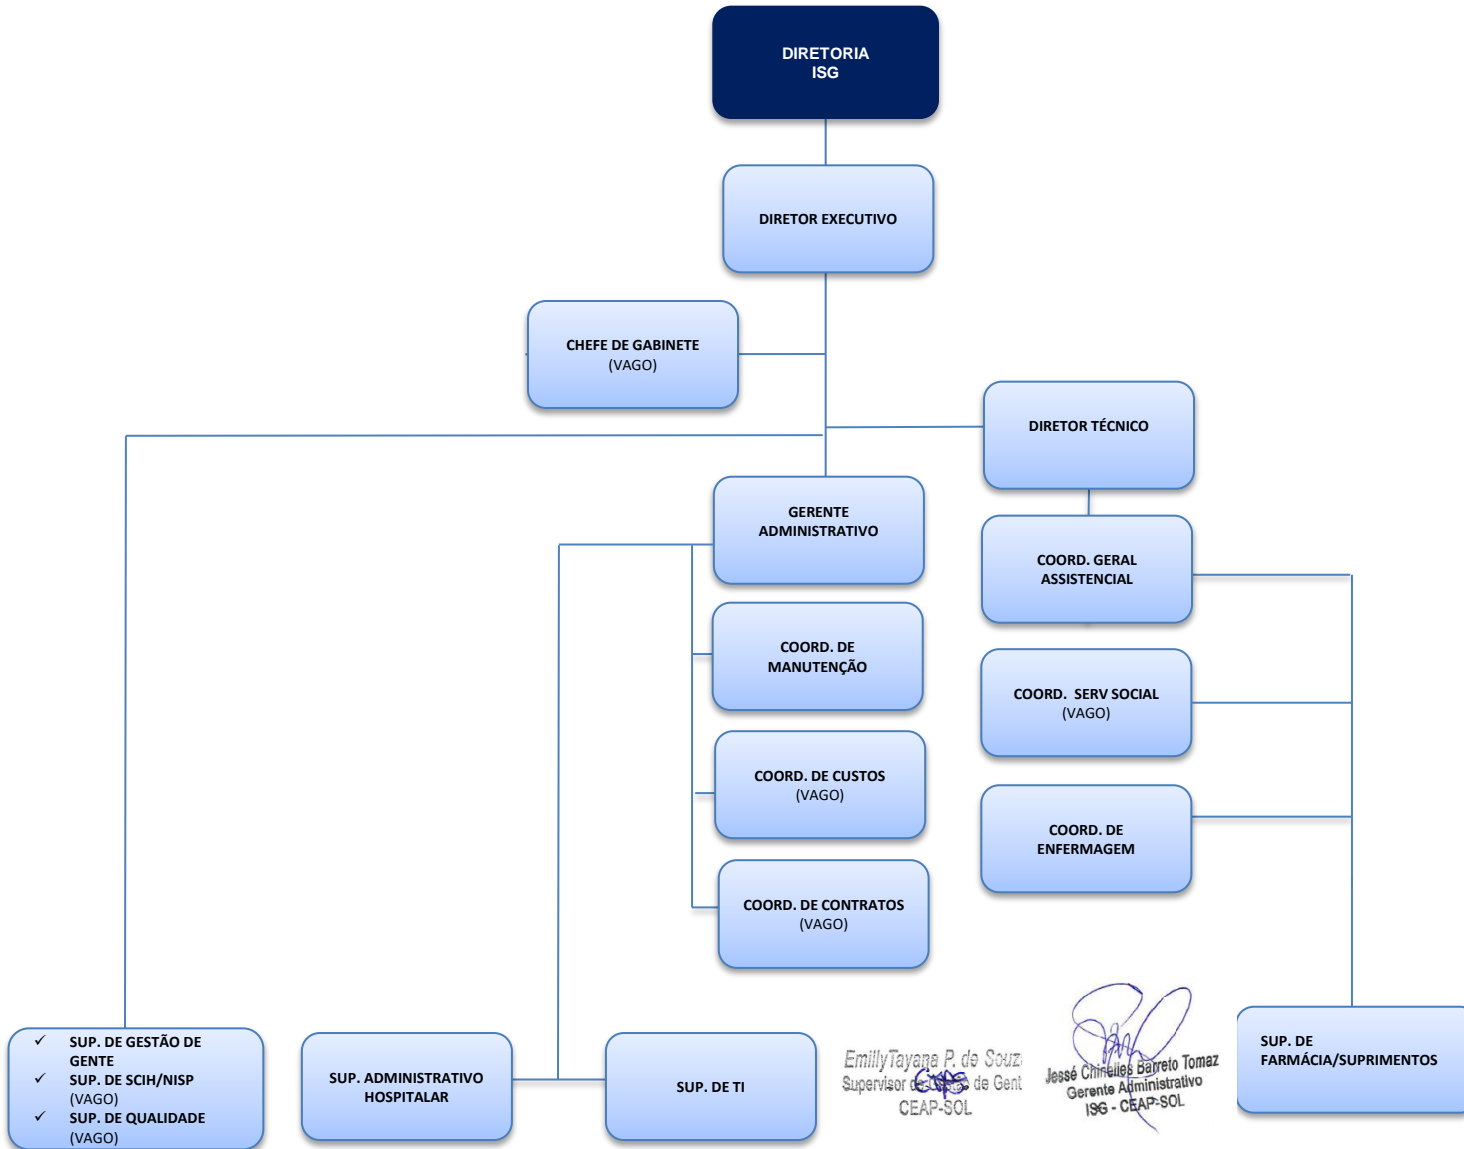 DIRETORIA
ISG
DIRETOR EXECUTIVO
CHEFE DE GABINETE
(VAGO)
DIRETOR TÉCNICO
GERENTE
ADMINISTRATIVO
COORD. GERAL
ASSISTENCIAL
COORD. DE
MANUTENÇÃO
COORD. SERV SOCIAL
(VAGO)
COORD. DE CUSTOS
(VAGO)
COORD. DE
ENFERMAGEM
COORD. DE CONTRATOS
(VAGO)
✓ SUP. DE GESTÃO DE
GENTE
✓ SUP. DE SCIH/NISP
(VAGO)
✓ SUP. DE QUALIDADE
(VAGO)
SUP. ADMINISTRATIVO
HOSPITALAR
SUP. DE TI
Emilly Tayana P. de Souz
Supervisor de de Gent
CEAP-SOL
Jessé Barreto Tomaz
Gerente Administrativo
ISG - CEAP-SOL
SUP. DE
FARMÁCIA/SUPRIMENTOS